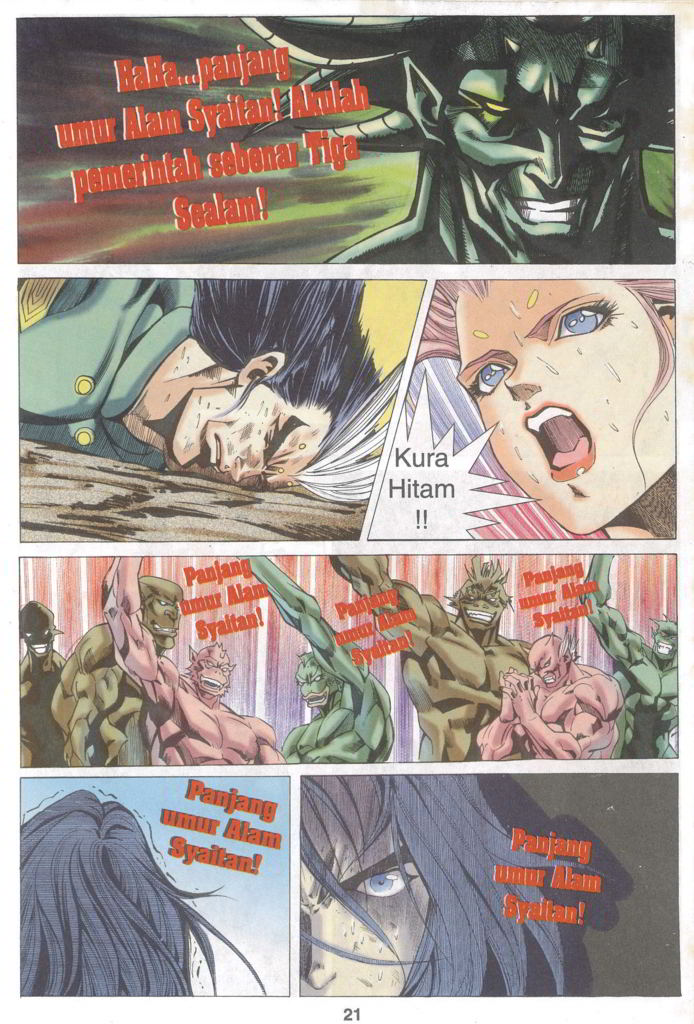 HaHa...panjang
umur Alam Syaitan! Akulah
pemerintah sebenar Tiga
Sealam!
Kura
Hitam
!!
Panjang
umur Alam
Syaitan!
Panjang
umur Alam
Syaitan!
Panjang
umur Alam
Syaitan!
Panjang
umur Alam
Syaitan!
Panjang
umur Alam
Syaitan!
21